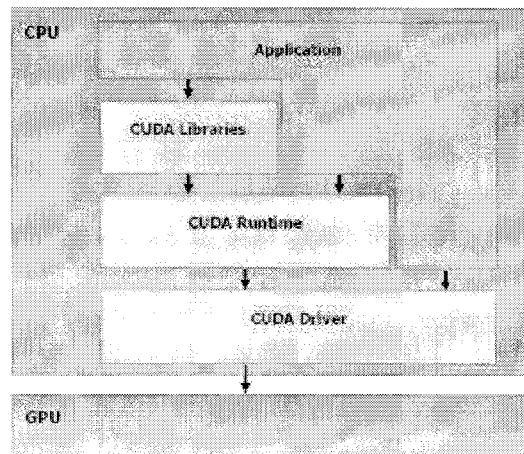 CPU
Application
CUDA Libraries
CUDA Runtime
CUDA Driver
GPU